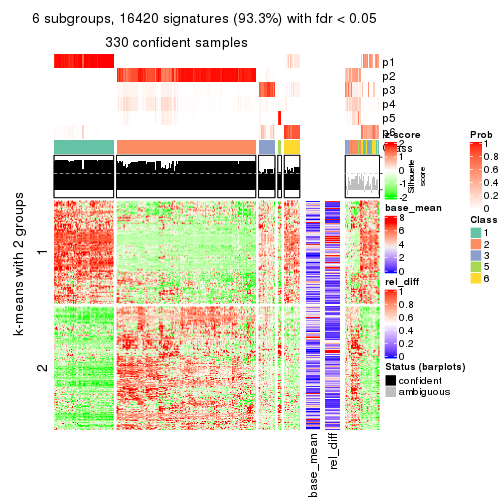 6 subgroups, 16420 signatures (93.3%) with fdr < 0.05
330 confident samples
p1
p2
p3
p4
p5
p6
Class
z-score
2
1
0
-1
-2
Silhouette
score
k-means with 2 groups
1
2
base_mean
rel_diff
base_mean
8
6
4
2
0
rel_diff
1
0.8
0.6
0.4
0.2
0
Status (barplots)
confident
ambiguous
Prob
1
0.8
0.6
0.4
0.2
0
Class
1
2
3
5
6